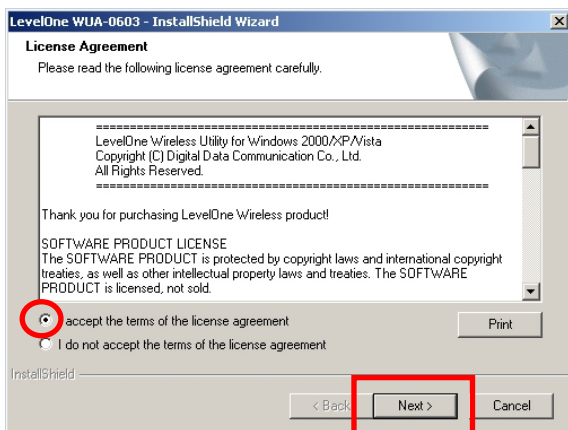 LevelOne WUA-0603 - InstallShield Wizard
License Agreement
Please read the following license agreement carefully.
==========================================================
LevelOne Wireless Utility for Windows 2000/XP/Vista
Copyright (C) Digital Data Communication Co., Ltd.
All Rights Reserved.
==========================================================
Thank you for purchasing LevelOne Wireless product!
SOFTWARE PRODUCT LICENSE
The SOFTWARE PRODUCT is protected by copyright laws and international copyright
treaties, as well as other intellectual property laws and treaties. The SOFTWARE
PRODUCT is licensed, not sold.
I accept the terms of the license agreement
Print
I do not accept the terms of the license agreement
InstallShield
< Back
Next >
Cancel